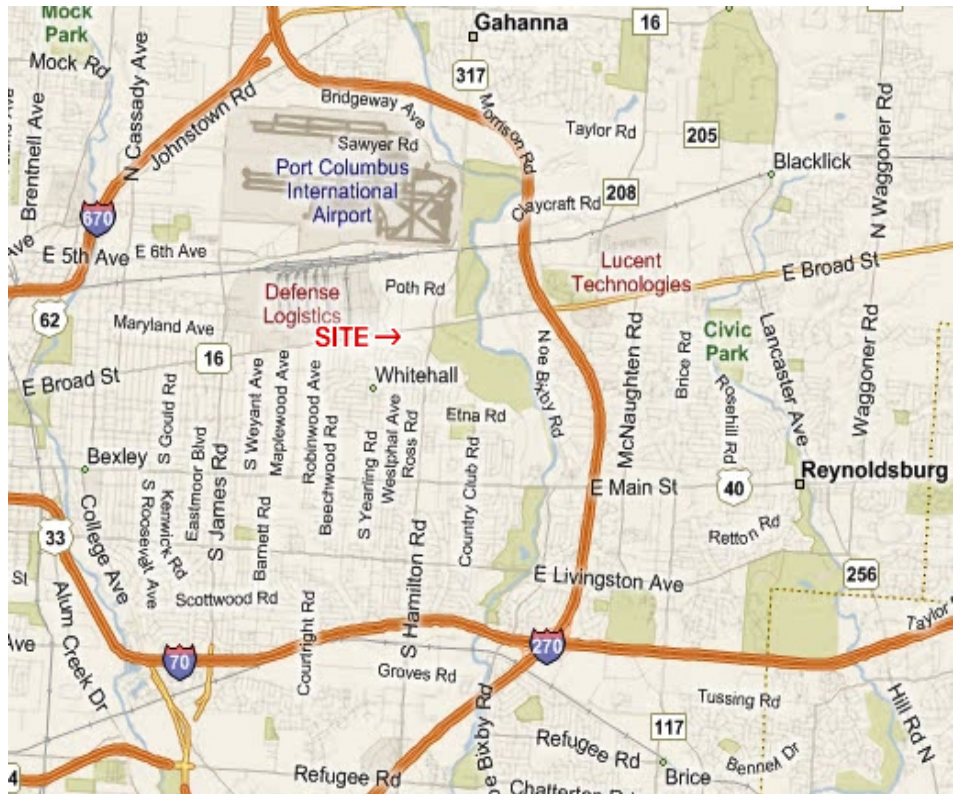 Mock
Park
Gahanna
16
Mock Rd
N Cassady Ave
317
Johnstown Rd
Bridgeway Ave
Morrison Rd
Taylor Rd
205
N Waggoner Rd
Brentnell Ave
Sawyer Rd
Port Columbus
International
Airport
Blacklick
208
Claycraft Rd
670
Ave
E 5th Ave
E 6th Ave
Lucent
Technologies
E Broad St
Poth Rd
Defense
Logistics
62
Maryland Ave
SITE →
16
N
oe Bixby Rd
McNaughten Rd
Brice Rd
Civic
Park
Lancaster Ave
Waggoner Rd
E Broad St
Whitehall
S Gould Rd
S Weyant Ave
Maplewood Ave
Robinwood Ave
Beechwood Rd
S Yearling Rd
Westphal Ave
Ross Rd
Etna Rd
Rosehill Rd
Bexley
Eastmoor Blvd
S James Rd
Country Club Rd
E Main St
40
Reynoldsburg
S Roosevelt Ave
Kenwick Rd
Barnett Rd
College Ave
33
Retton Rd
St
E Livingston Ave
256
Scottwood Rd
Alum Creek Dr
S Hamilton Rd
Courtright Rd
Taylor
Ave
70
270
Groves Rd
Tussing Rd
Hill Rd N
117
e Bixby Rd
Refugee Rd
Bennell Dr
4
Refugee Rd
Brice
Chatterton Rd